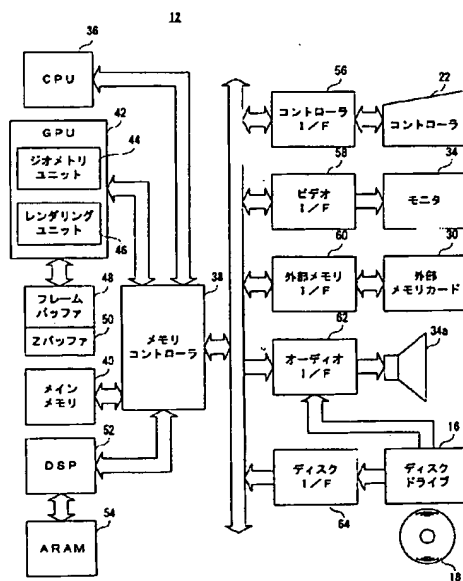 12
36
CPU
42
GPU
44
ジオメトリ
ユニット
レンダリング
ユニット
46
48
フレーム
バッファ
50
Zバッファ
40
メイン
メモリ
52
DSP
54
ARAM
38
メモリ
コントローラ
56
コントローラ
I/F
22
コントローラ
58
ビデオ
I/F
34
モニタ
60
外部メモリ
I/F
30
外部
メモリカード
62
オーディオ
I/F
34a
ディスク
I/F
64
16
ディスク
ドライブ
18